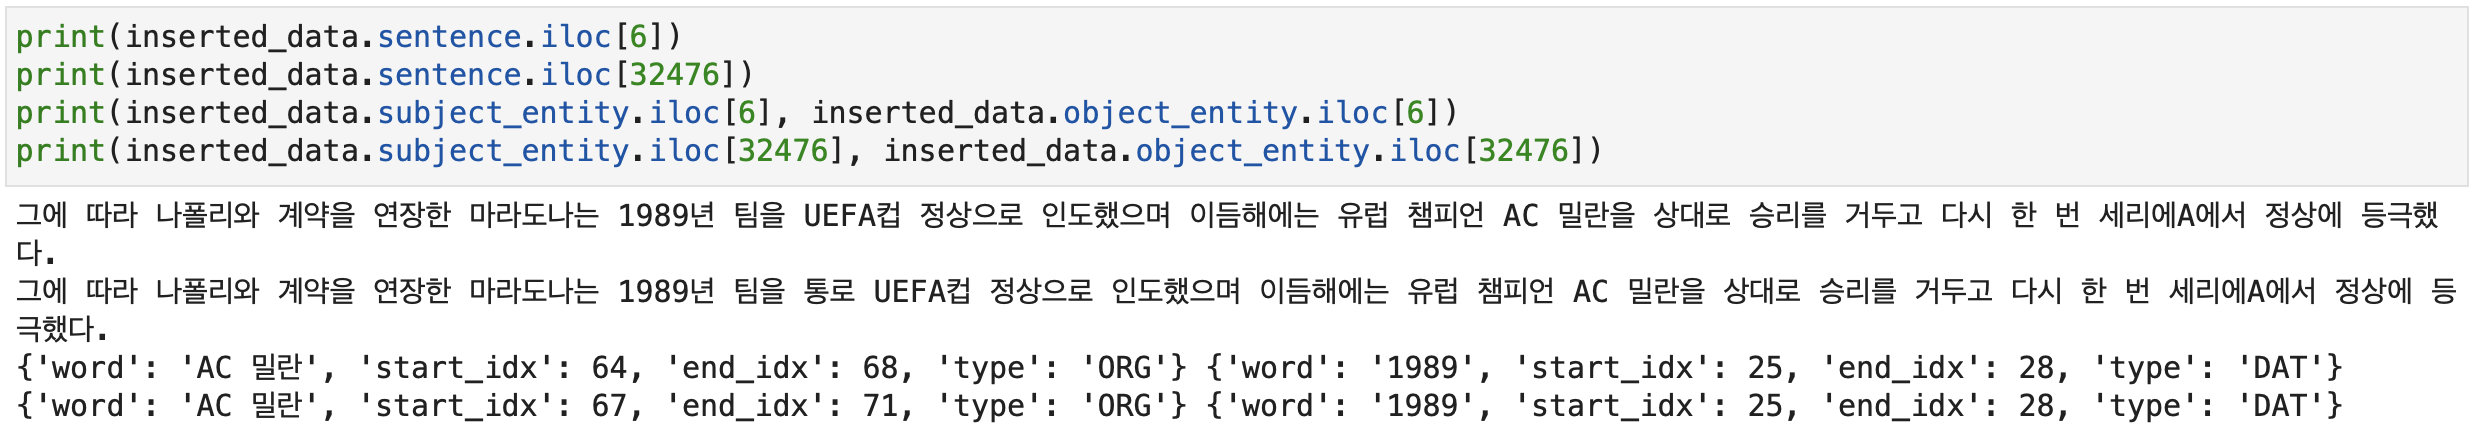 print(inserted_data.sentence.iloc[6])
print(inserted_data.sentence.iloc[32476])
print(inserted_data.subject_entity.iloc[6], inserted_data.object_entity.iloc[6])
print(inserted_data.subject_entity.iloc[32476], inserted_data.object_entity.iloc[32476])
그에 따라 나폴리와 계약을 연장한 마라도나는 1989년 팀을 UEFA컵 정상으로 인도했으며 이듬해에는 유럽 챔피언 AC 밀란을 상대로 승리를 거두고 다시 한 번 세리에A에서 정상에 등극했
다.
그에 따라 나폴리와 계약을 연장한 마라도나는 1989년 팀을 통로 UEFA컵 정상으로 인도했으며 이듬해에는 유럽 챔피언 AC 밀란을 상대로 승리를 거두고 다시 한 번 세리에A에서 정상에 등
극했다.
{'word': 'AC 밀란', 'start_idx': 64, 'end_idx': 68, 'type': 'ORG'} {'word': '1989', 'start_idx': 25, 'end_idx': 28, 'type': 'DAT'}
{'word': 'AC 밀란', 'start_idx': 67, 'end_idx': 71, 'type': 'ORG'} {'word': '1989', 'start_idx': 25, 'end_idx': 28, 'type': 'DAT'}